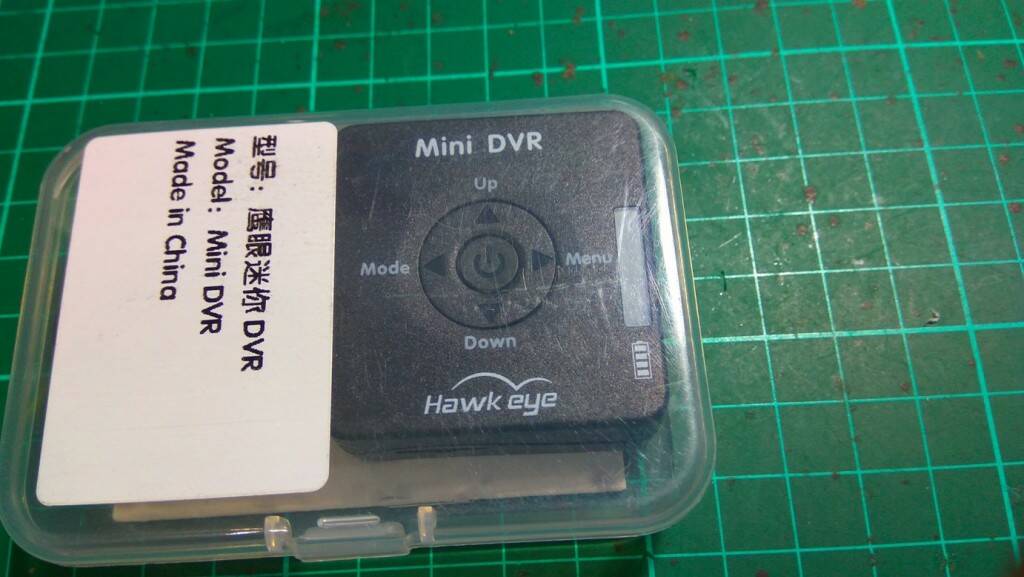 型号：鹰眼迷你 DVR
Model: Mini DVR
Made in China
Mini DVR
Up
Mode
Menu
Down
Hawk eye